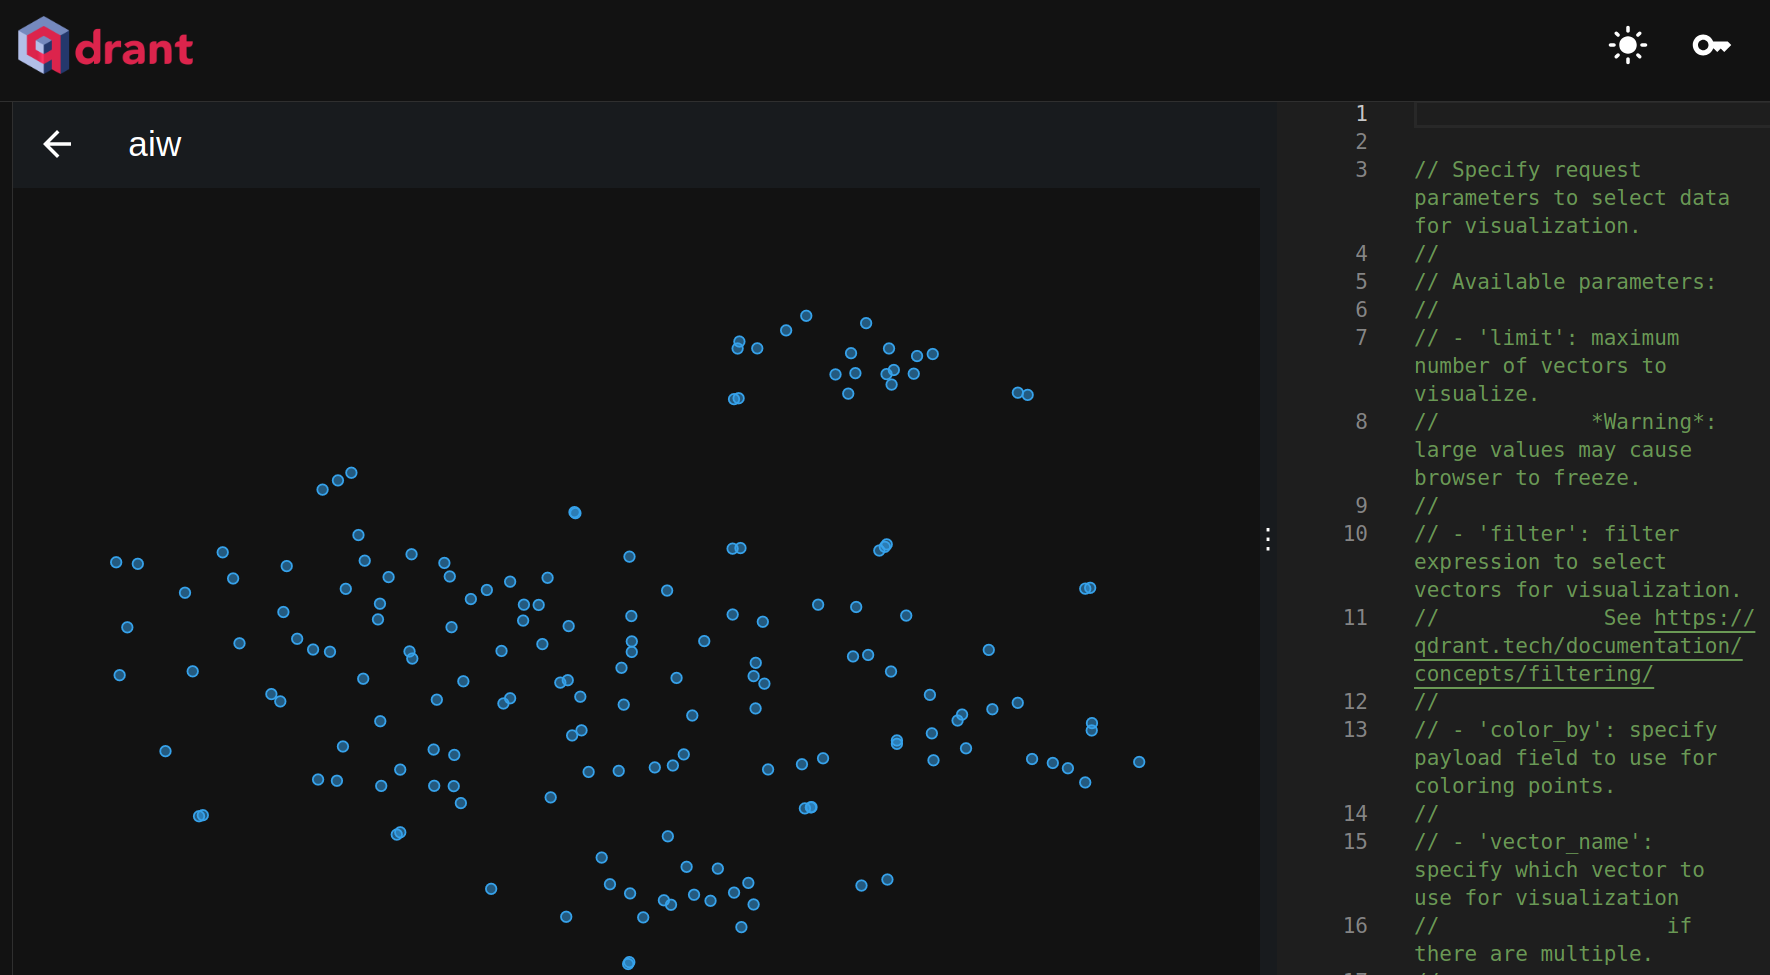 qdrant
aiw
1
2
3 // Specify request
parameters to select data
for visualization.
4 //
5 // Available parameters:
6 //
7 // - 'limit': maximum
number of vectors to
visualize.
8 // *Warning*:
large values may cause
browser to freeze.
9 //
10 // - 'filter': filter
expression to select
vectors for visualization.
11 // See https://
qdrant.tech/documentation/
concepts/filtering/
12 //
13 // - 'color_by': specify
payload field to use for
coloring points.
14 //
15 // - 'vector_name':
specify which vector to
use for visualization
16 // if
there are multiple.